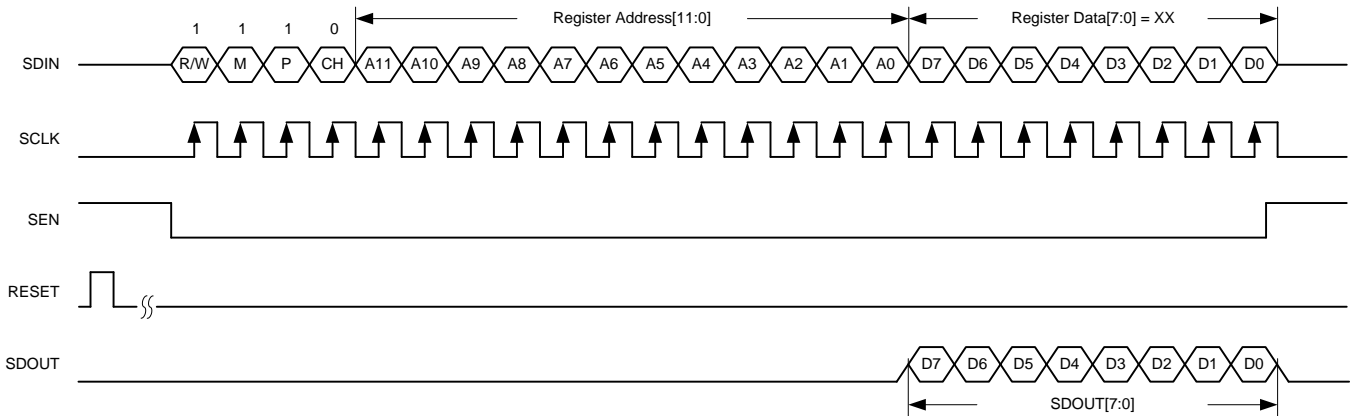 Register Address[11:0] Register Data[7:0] = XX
1 1 1 0
SDIN R/W M P CH A11 A10 A9 A8 A7 A6 A5 A4 A3 A2 A1 A0 D7 D6 D5 D4 D3 D2 D1 D0
SCLK
SEN
RESET
SDOUT D7 D6 D5 D4 D3 D2 D1 D0
SDOUT[7:0]